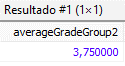 Resultado #1 (1×1)
averageGradeGroup2
3,750000